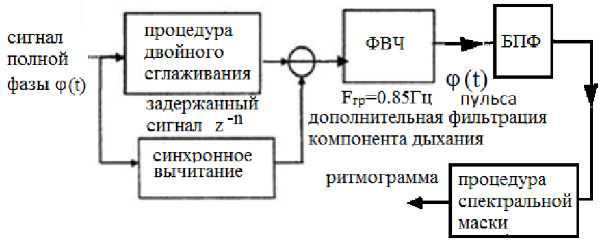 сигнал
полной
фазы φ(t)
процедура
двойного
сглаживания
задержанный
сигнал z⁻ⁿ
синхронное
вычитание
ФВЧ
Fгр=0.85Гц
дополнительная фильтрация
компонента дыхания
φ(t)
пульса
БПФ
процедура
спектральной
маски
ритмограмма